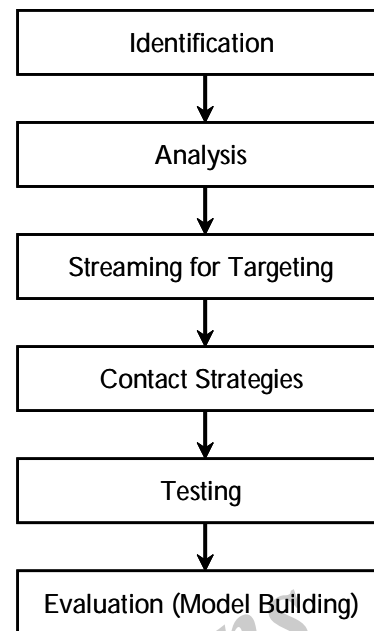 Identification
Analysis
Streaming for Targeting
Contact Strategies
Testing
Evaluation (Model Building)